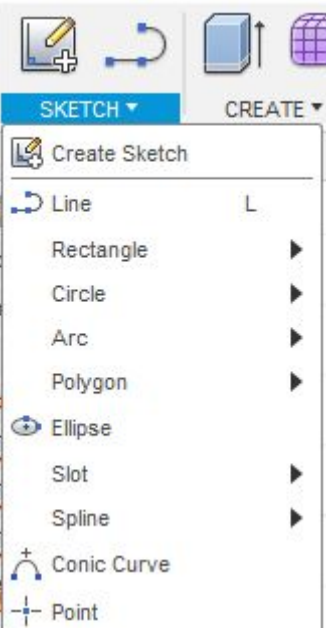 SKETCH CREATE
Create Sketch
Line L
Rectangle
Circle
Arc
Polygon
Ellipse
Slot
Spline
Conic Curve
Point